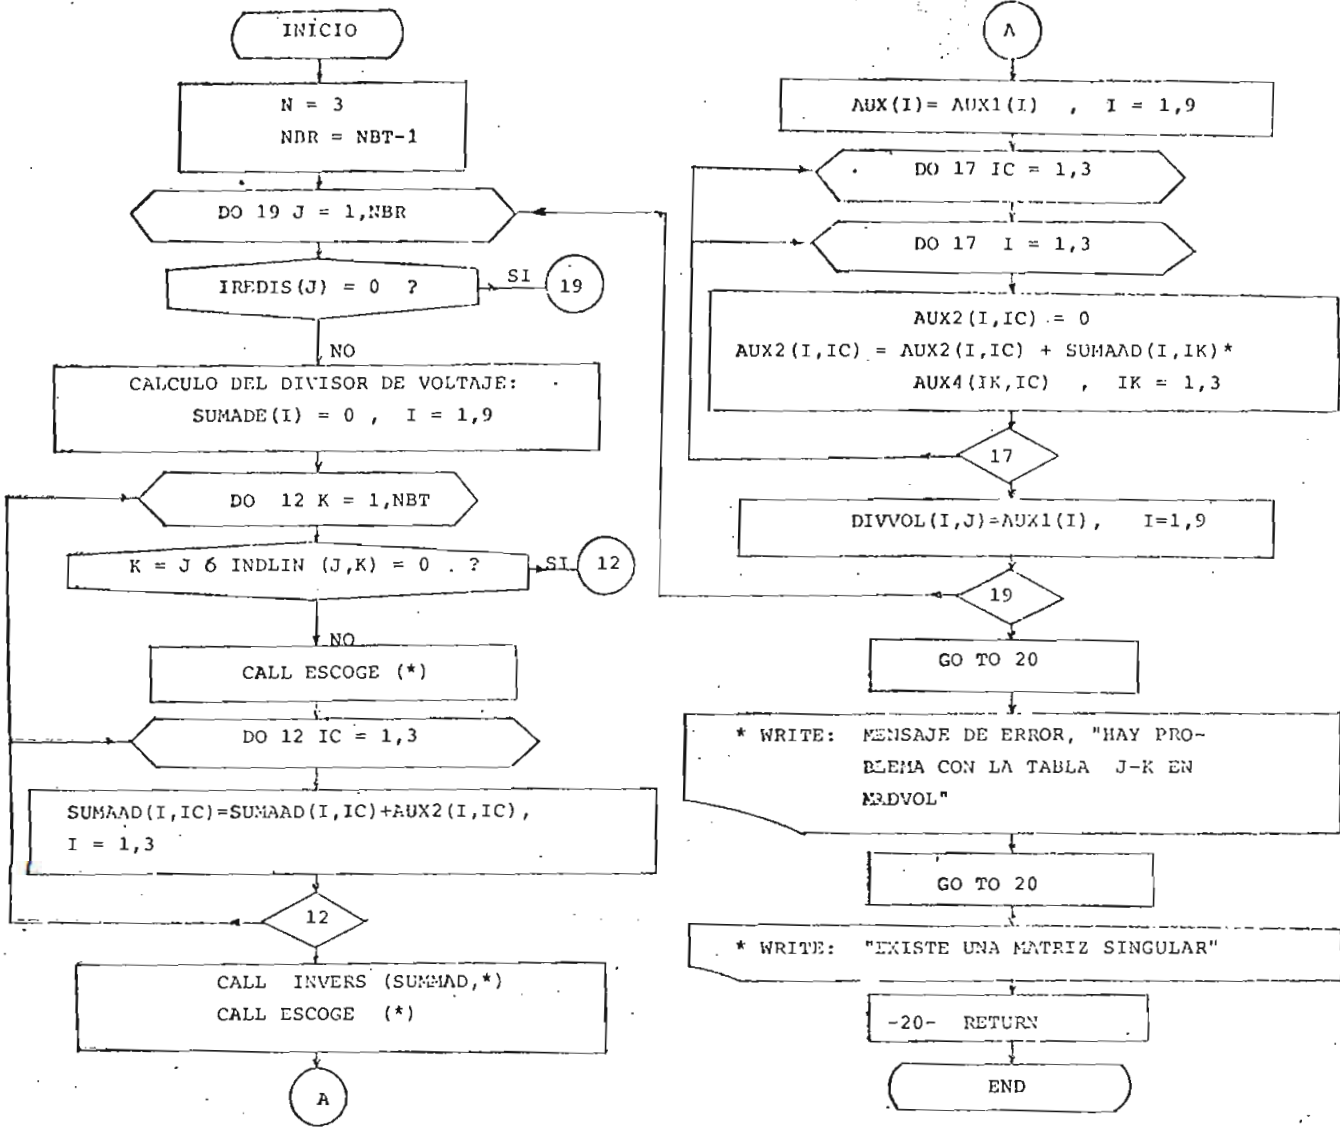 INICIO
N = 3
NBR = NBT-1
DO 19 J = 1,NBR
IREDIS(J) = 0 ?
SI
19
NO
CALCULO DEL DIVISOR DE VOLTAJE:
SUMADE(I) = 0 , I = 1,9
DO 12 K = 1,NBT
K = J ó INDLIN (J,K) = 0 . ?
SI
12
NO
CALL ESCOGE (*)
DO 12 IC = 1,3
SUMAAD(I,IC)=SUMAAD(I,IC)+AUX2(I,IC),
I = 1,3
12
CALL INVERS (SUMMAD,*)
CALL ESCOGE (*)
A
A
AUX(I)= AUX1(I) , I = 1,9
DO 17 IC = 1,3
DO 17 I = 1,3
AUX2(I,IC) = 0
AUX2(I,IC) = AUX2(I,IC) + SUMAAD(I,IK)*
AUX4(IK,IC) , IK = 1,3
17
DIVVOL(I,J)=AUX1(I), I=1,9
19
GO TO 20
* WRITE: MENSAJE DE ERROR, "HAY PRO-
BLEMA CON LA TABLA J-K EN
MRDVOL"
GO TO 20
* WRITE: "EXISTE UNA MATRIZ SINGULAR"
-20- RETURN
END